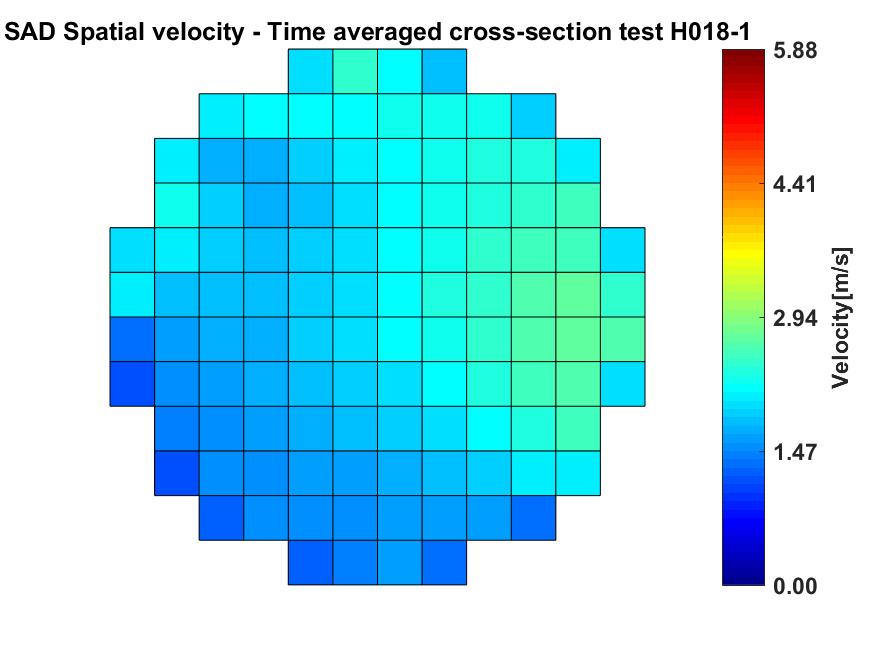 SAD Spatial velocity - Time averaged cross-section test H018-1
5.88
4.41
2.94
1.47
0.00
Velocity[m/s]